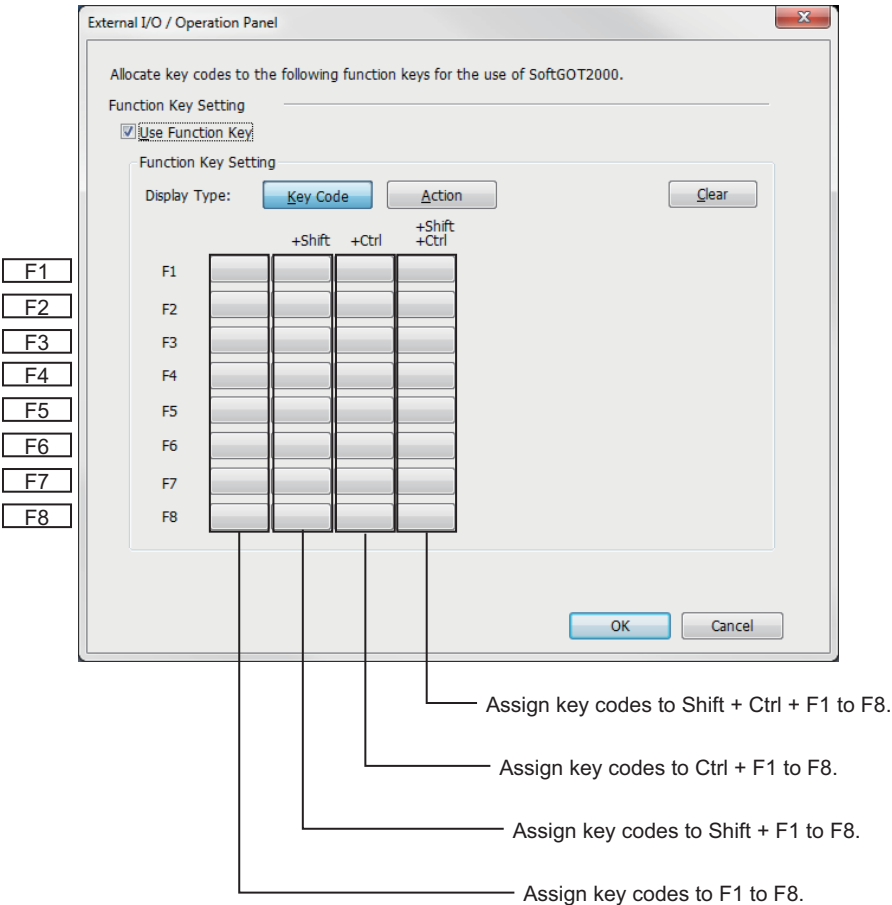 External I/O / Operation Panel
x
Allocate key codes to the following function keys for the use of SoftGOT2000.
Function Key Setting
Use Function Key
Function Key Setting
Display Type: Key Code Action Clear
+Shift +Ctrl +Shift +Ctrl
F1 F1
F2 F2
F3 F3
F4 F4
F5 F5
F6 F6
F7 F7
F8 F8
OK Cancel
Assign key codes to Shift + Ctrl + F1 to F8.
Assign key codes to Ctrl + F1 to F8.
Assign key codes to Shift + F1 to F8.
Assign key codes to F1 to F8.